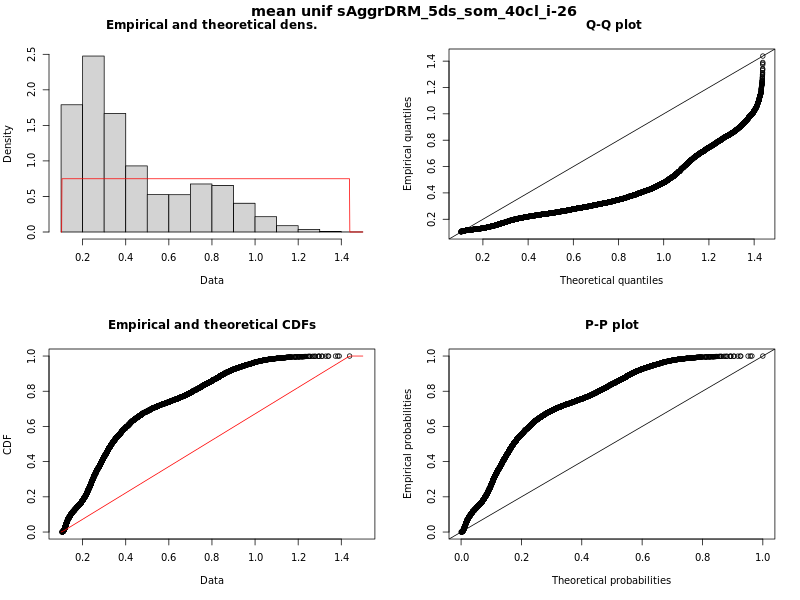 mean unif sAggrDRM_5ds_som_40cl_i-26
Empirical and theoretical dens.
Density
0.0 0.5 1.0 1.5 2.0 2.5
0.2 0.4 0.6 0.8 1.0 1.2 1.4
Data
Q-Q plot
Empirical quantiles
0.2 0.4 0.6 0.8 1.0 1.2 1.4
0.2 0.4 0.6 0.8 1.0 1.2 1.4
Theoretical quantiles
Empirical and theoretical CDFs
CDF
0.0 0.2 0.4 0.6 0.8 1.0
0.2 0.4 0.6 0.8 1.0 1.2 1.4
Data
P-P plot
Empirical probabilities
0.0 0.2 0.4 0.6 0.8 1.0
0.0 0.2 0.4 0.6 0.8 1.0
Theoretical probabilities